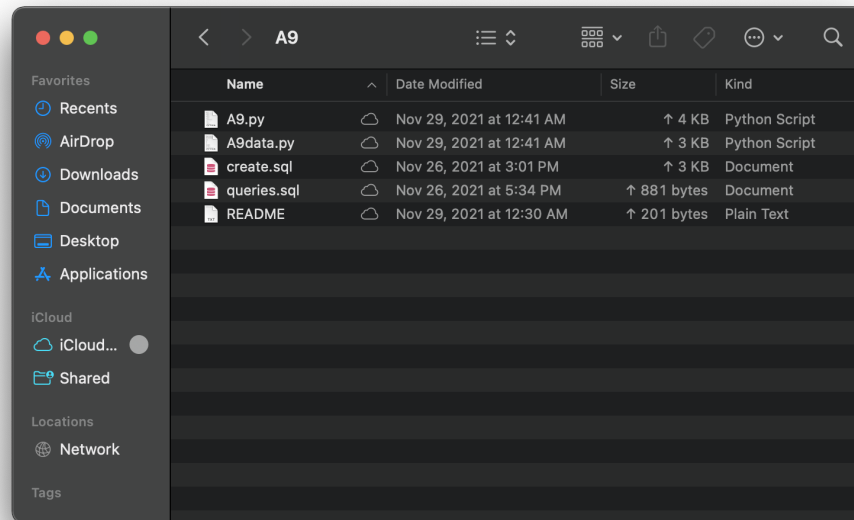 A9
Favorites
Recents
AirDrop
Downloads
Documents
Desktop
Applications
iCloud
iCloud...
Shared
Locations
Network
Tags
Name Date Modified Size Kind
A9.py Nov 29, 2021 at 12:41 AM ↑ 4 KB Python Script
A9data.py Nov 29, 2021 at 12:41 AM ↑ 3 KB Python Script
create.sql Nov 26, 2021 at 3:01 PM ↑ 3 KB Document
queries.sql Nov 26, 2021 at 5:34 PM ↑ 881 bytes Document
README Nov 29, 2021 at 12:30 AM ↑ 201 bytes Plain Text